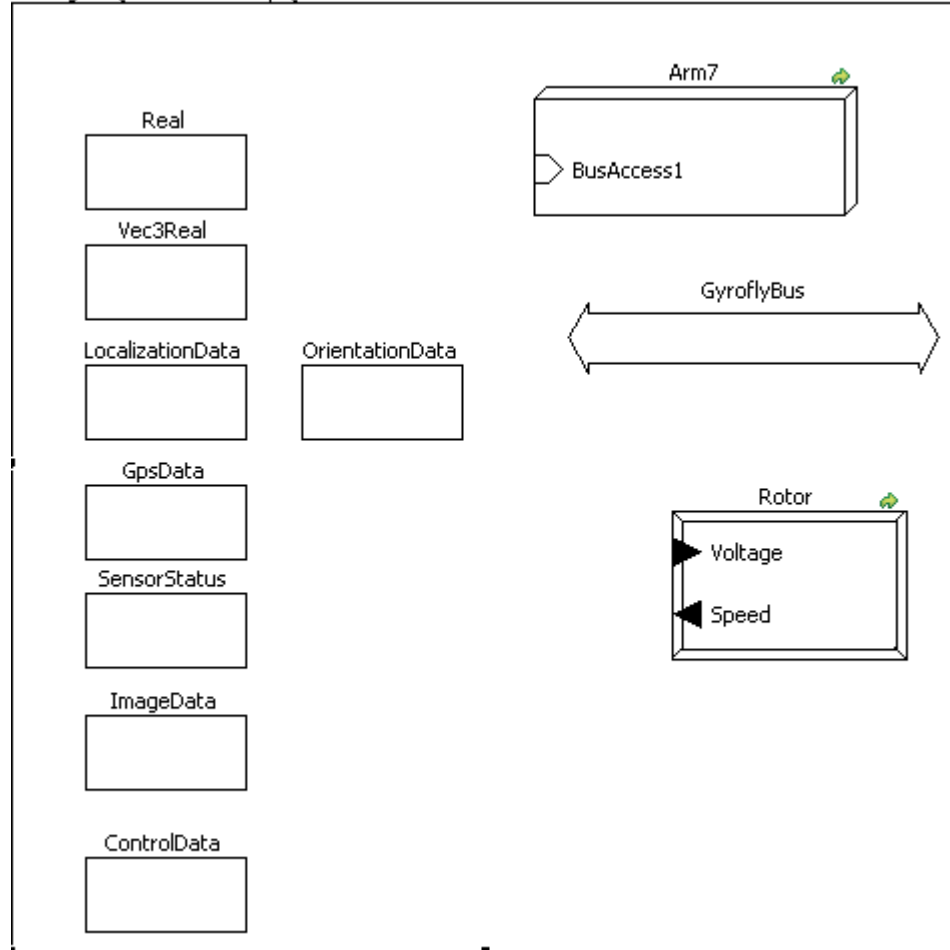 Arm7
Real
BusAccess1
Vec3Real
GyroflyBus
LocalizationData
OrientationData
GpsData
Rotor
Voltage
SensorStatus
Speed
ImageData
ControlData